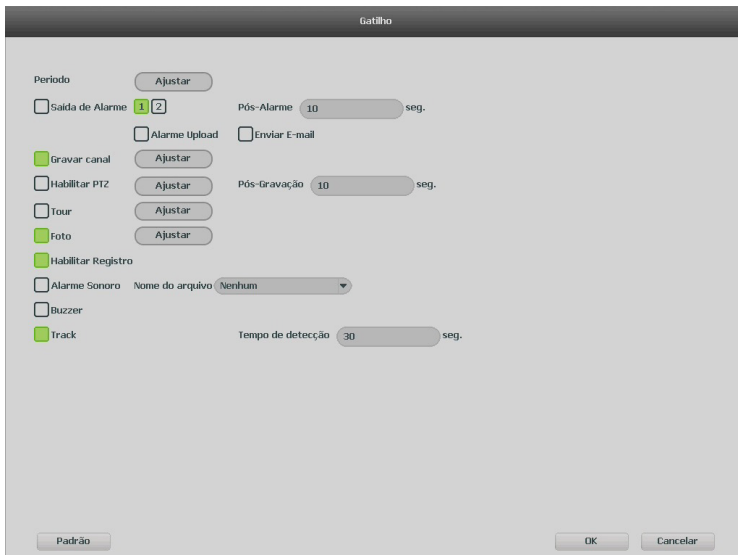 Gatilho
Periodo Ajustar
Saída de Alarme 1 2 Pós-Alarme 10 seg.
Alarme Upload Enviar E-mail
Gravar canal Ajustar
Habilitar PTZ Ajustar Pós-Gravação 10 seg.
Tour Ajustar
Foto Ajustar
Habilitar Registro
Alarme Sonoro Nome do arquivo Nenhum
Buzzer
Track Tempo de detecção 30 seg.
Padrão OK Cancelar